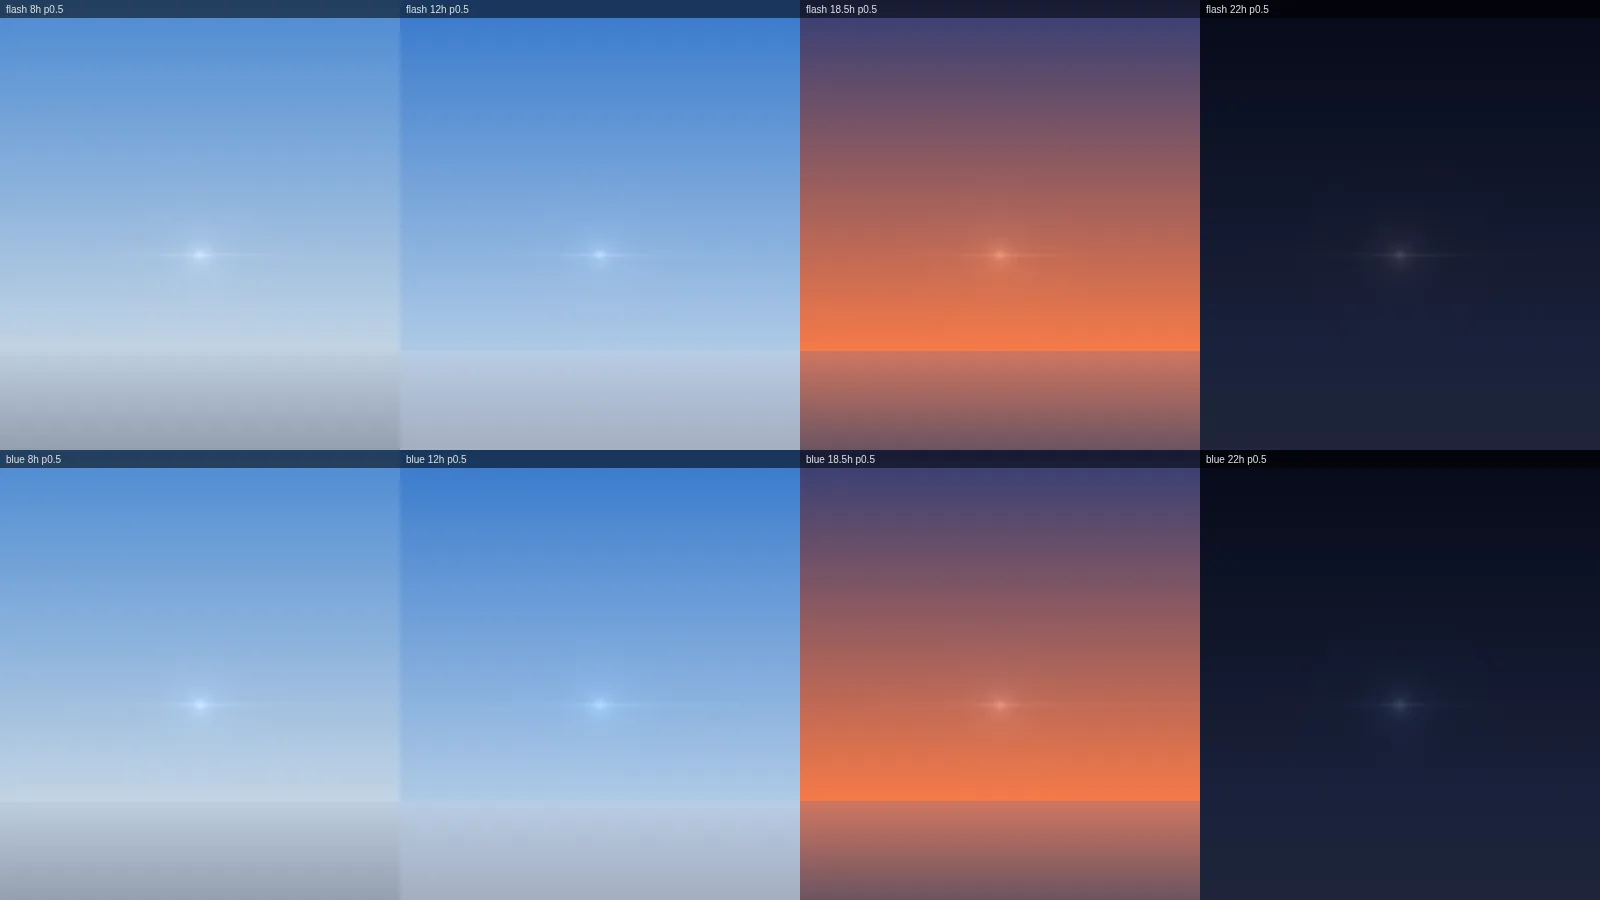 flash 8h p0.5
flash 12h p0.5
flash 18.5h p0.5
flash 22h p0.5
blue 8h p0.5
blue 12h p0.5
blue 18.5h p0.5
blue 22h p0.5